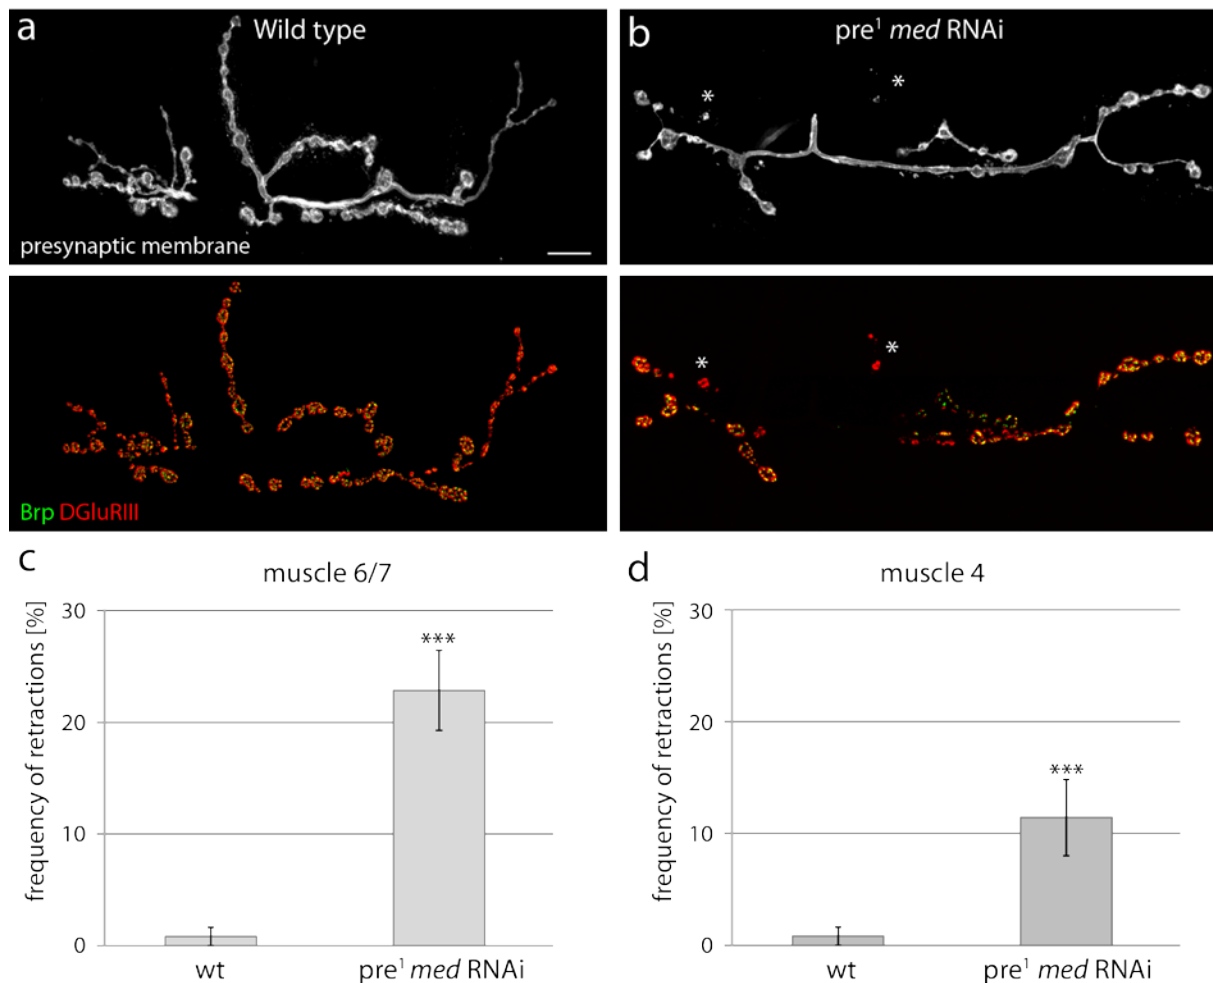 a
Wild type
presynaptic membrane
b
pre¹ med RNAi
*
*
Brp DGluRIII
*
*
c
muscle 6/7
frequency of retractions [%]
30
20
10
0
***
wt
pre¹ med RNAi
d
muscle 4
frequency of retractions [%]
30
20
10
0
***
wt
pre¹ med RNAi